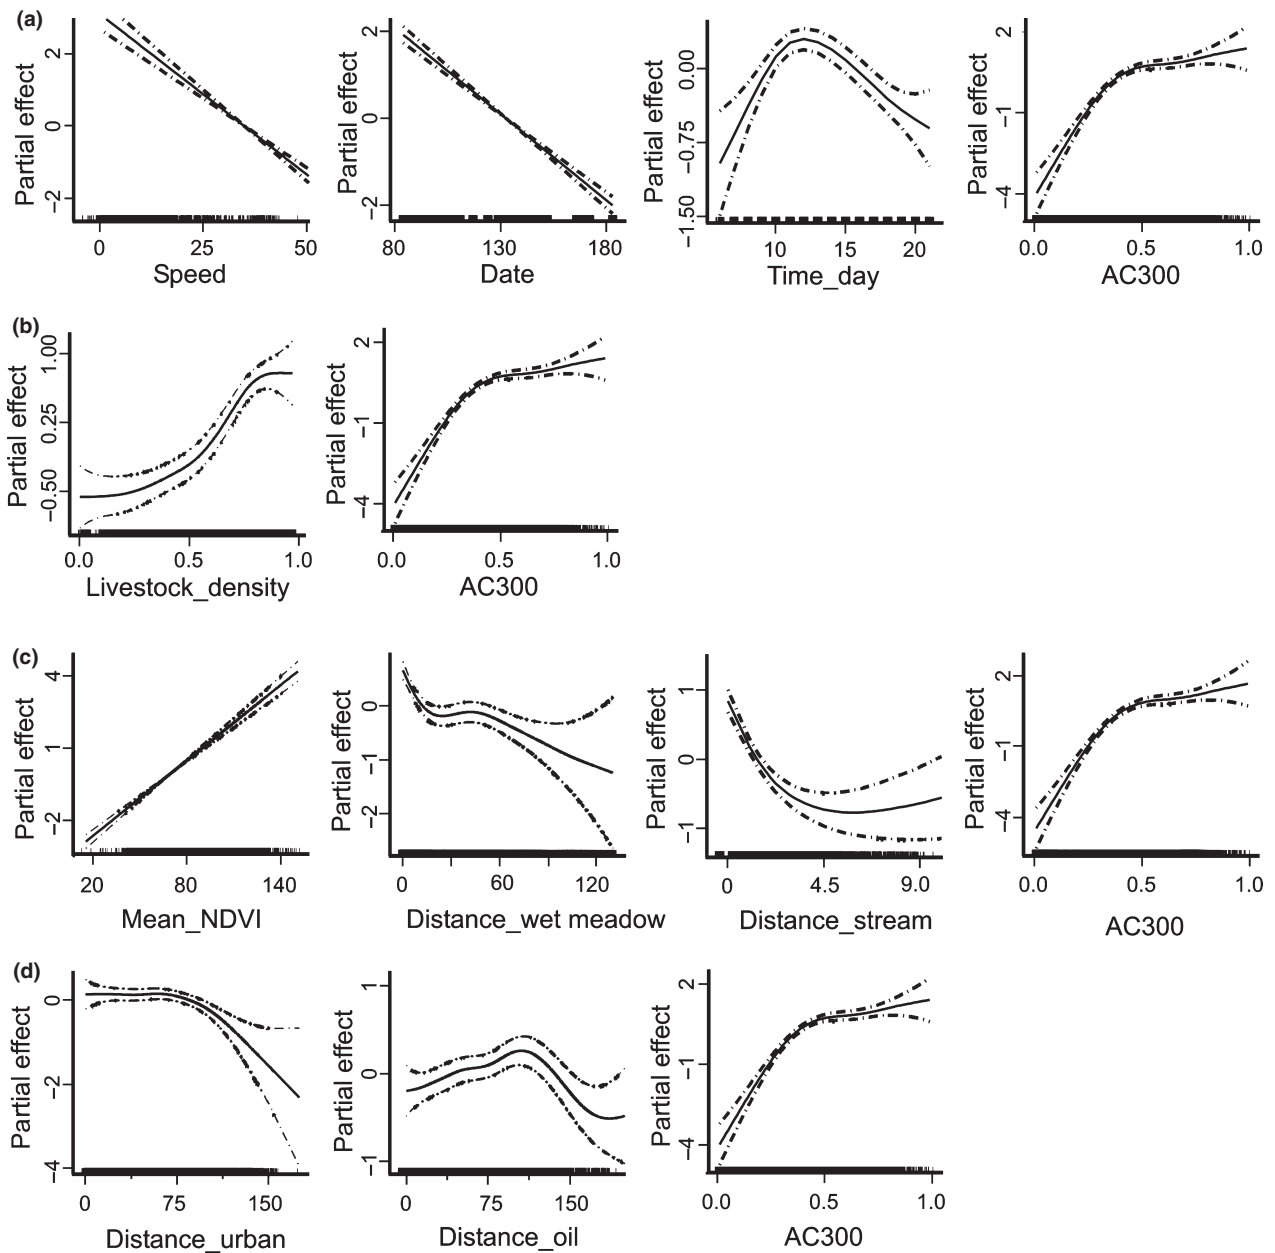 (a)
Partial effect
2
0
−2
0 25 50
Speed
Partial effect
2
0
−2
80 130 180
Date
Partial effect
0.00
−0.75
−1.50
10 15 20
Time_day
Partial effect
2
−1
−4
0.0 0.5 1.0
AC300
(b)
Partial effect
1.00
0.25
−0.50
0.0 0.5 1.0
Livestock_density
Partial effect
2
−1
−4
0.0 0.5 1.0
AC300
(c)
Partial effect
4
1
−2
20 80 140
Mean_NDVI
Partial effect
0
−1
−2
0 60 120
Distance_wet meadow
Partial effect
1
0
−1
0 4.5 9.0
Distance_stream
Partial effect
2
−1
−4
0.0 0.5 1.0
AC300
(d)
Partial effect
0
−2
−4
0 75 150
Distance_urban
Partial effect
1
0
−1
0 75 150
Distance_oil
Partial effect
2
−1
−4
0.0 0.5 1.0
AC300